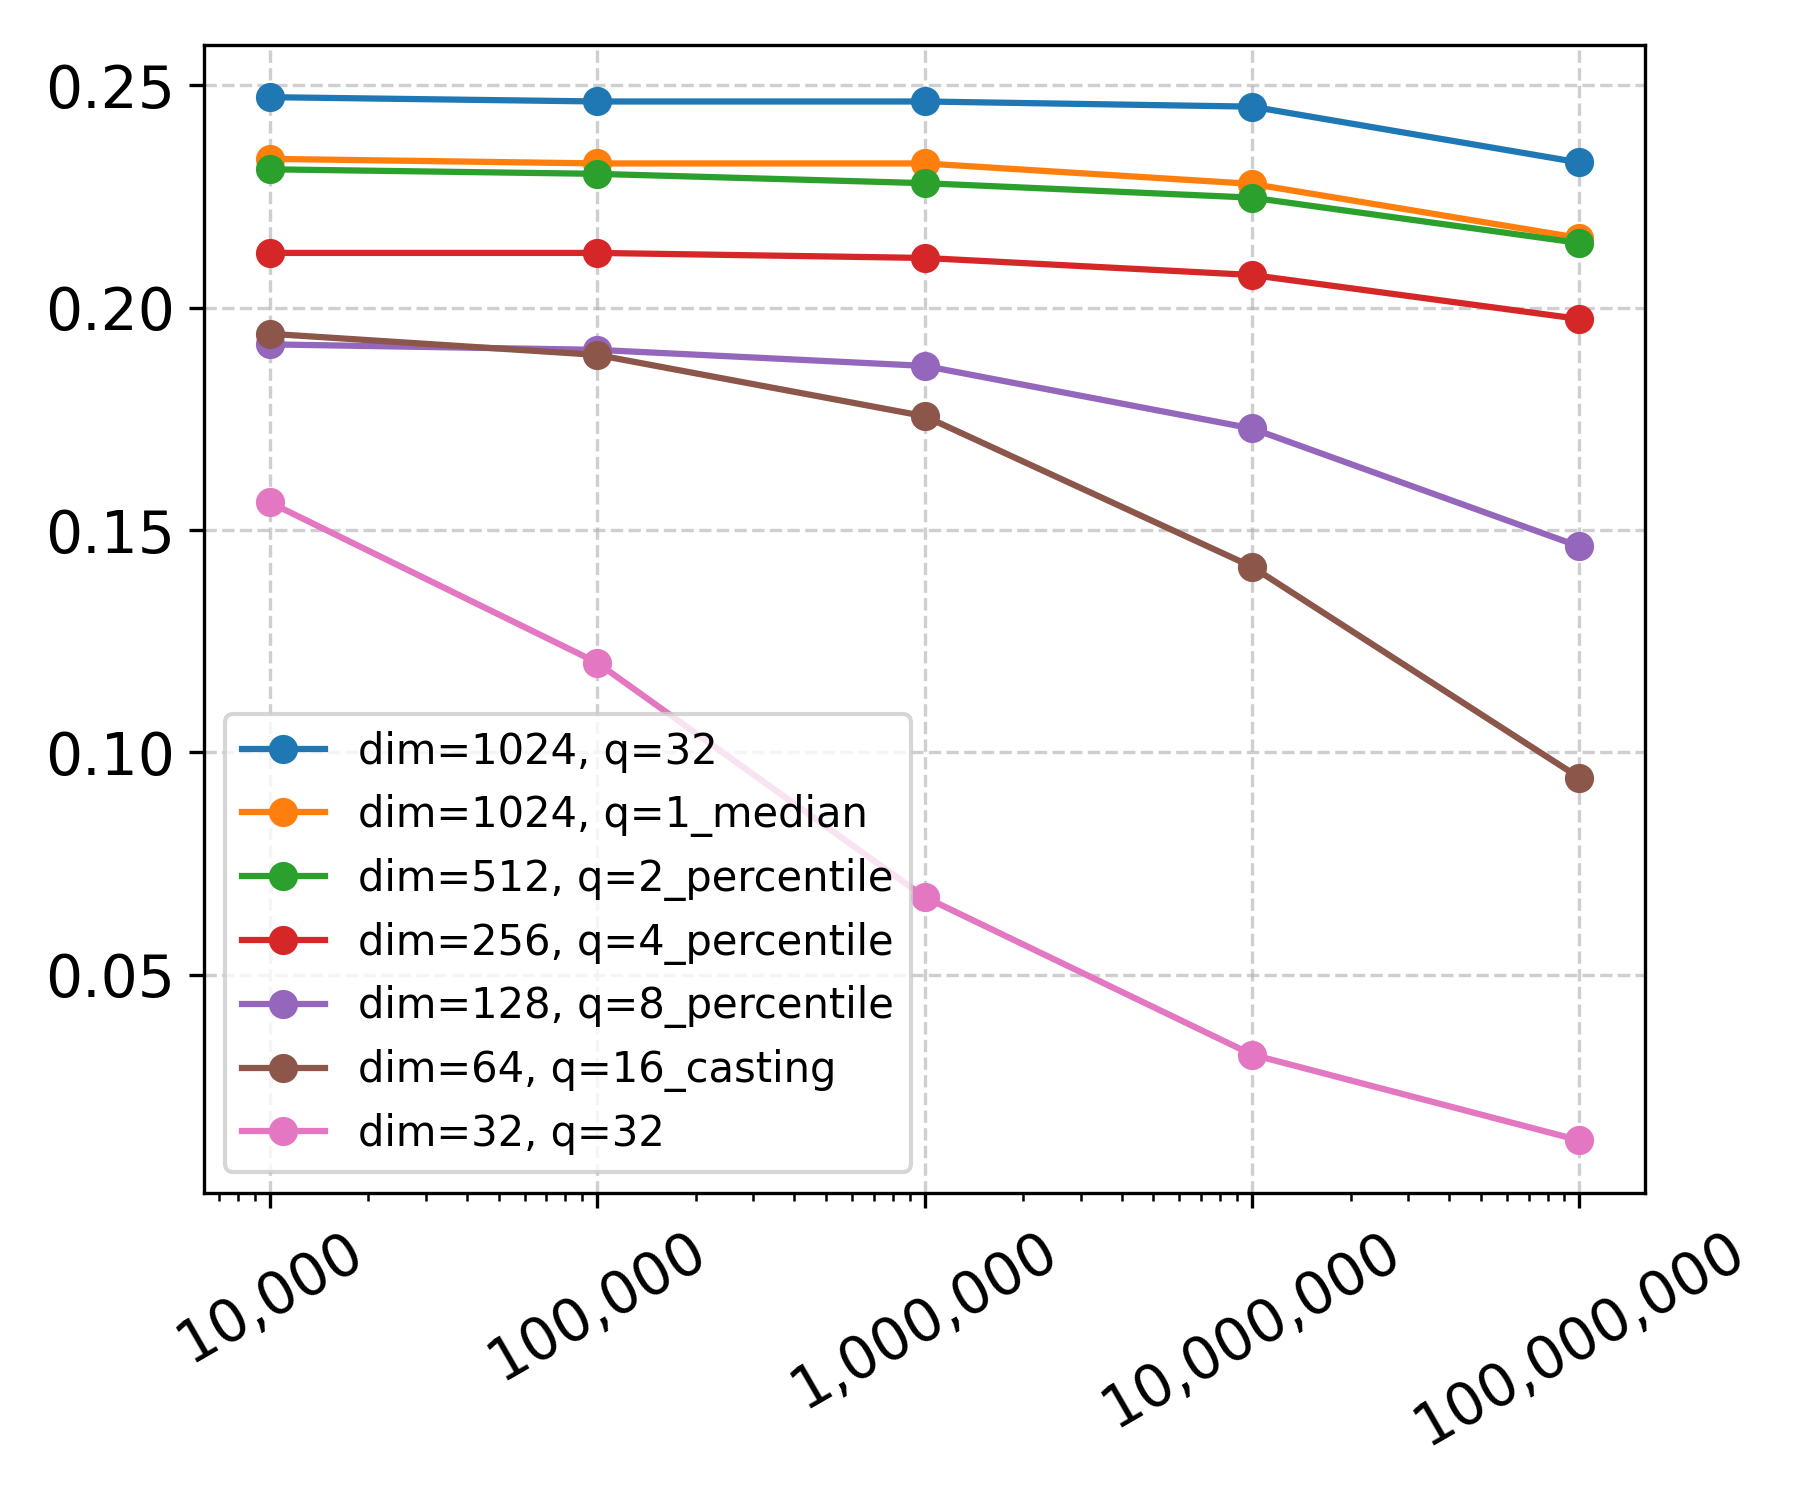 0.25
0.20
0.15
0.10
0.05
dim=1024, q=32
dim=1024, q=1_median
dim=512, q=2_percentile
dim=256, q=4_percentile
dim=128, q=8_percentile
dim=64, q=16_casting
dim=32, q=32
10,000
100,000
1,000,000
10,000,000
100,000,000